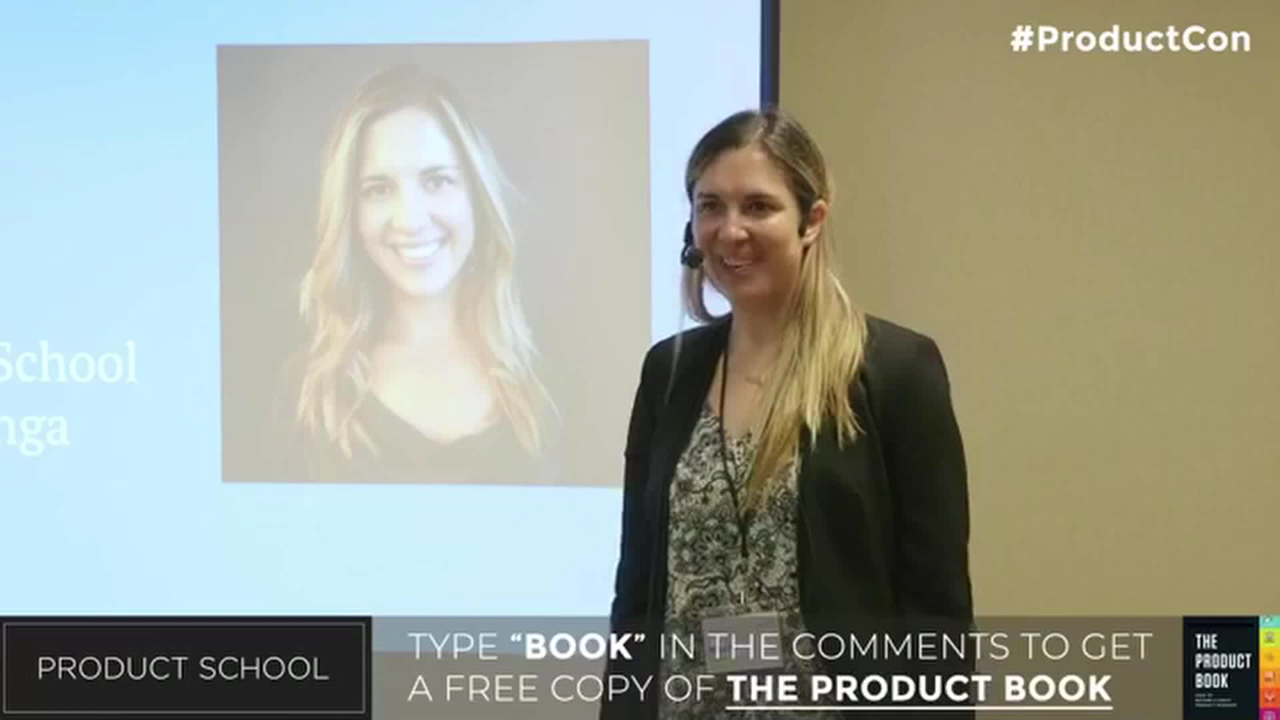 #ProductCon
School
nga
PRODUCT SCHOOL
TYPE “BOOK” IN THE COMMENTS TO GET
A FREE COPY OF THE PRODUCT BOOK
THE
PRODUCT
BOOK